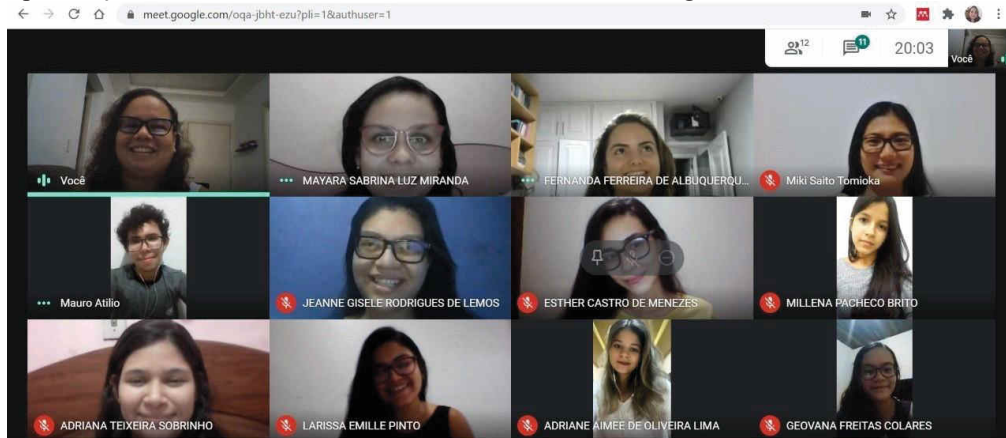 meet.google.com/oqa-jbht-ezu?pli=1&authuser=1
12
11
20:03
Você
Você
MAYARA SABRINA LUZ MIRANDA
FERNANDA FERREIRA DE ALBUQUERQU...
Miki Saito Tomioka
Mauro Atilio
JEANNE GISELE RODRIGUES DE LEMOS
ESTHER CASTRO DE MENEZES
MILLENA PACHECO BRITO
ADRIANA TEIXEIRA SOBRINHO
LARISSA EMILLE PINTO
ADRIANE AIMEE DE OLIVEIRA LIMA
GEOVANA FREITAS COLARES